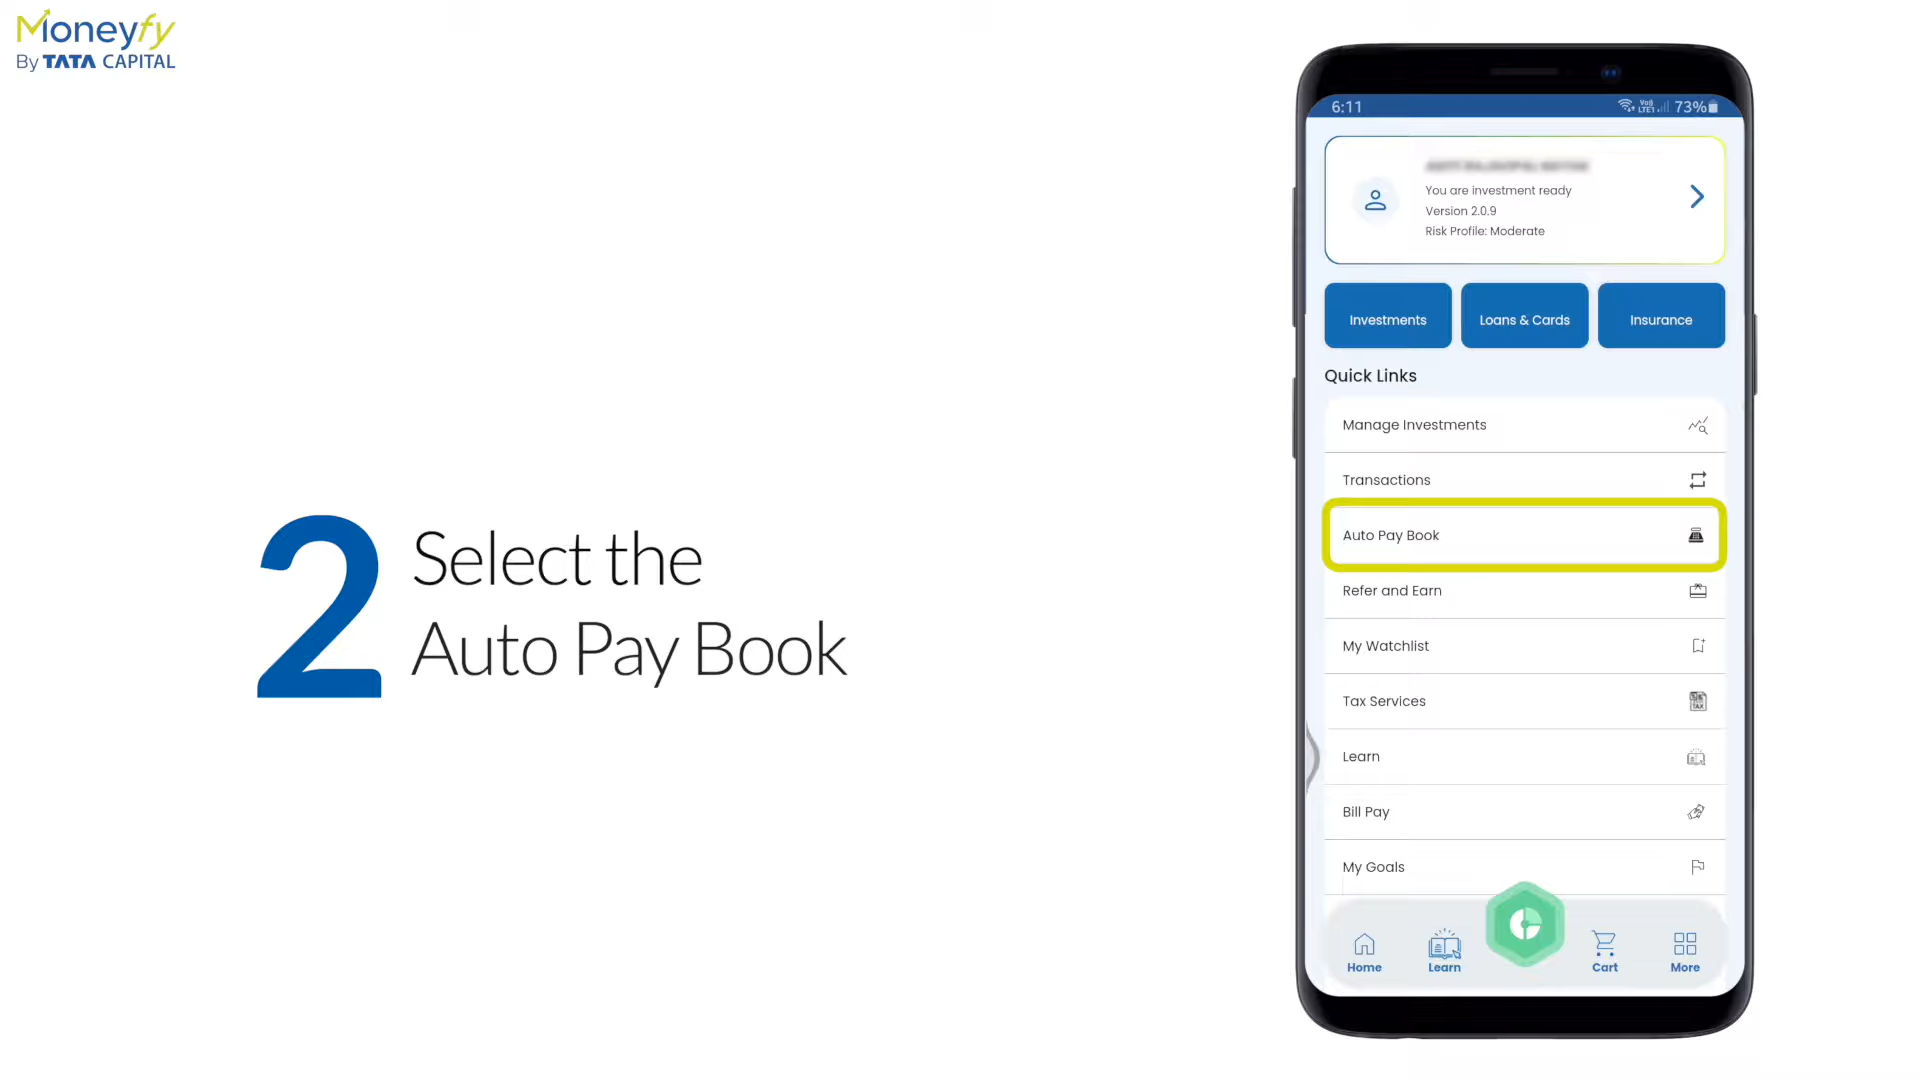 Moneyfy
By TATA CAPITAL
2
Select the
Auto Pay Book
6:11
73%
You are investment ready
Version 2.0.9
Risk Profile: Moderate
Investments
Loans & Cards
Insurance
Quick Links
Manage Investments
Transactions
Auto Pay Book
Refer and Earn
My Watchlist
Tax Services
Learn
Bill Pay
My Goals
Home
Learn
Cart
More